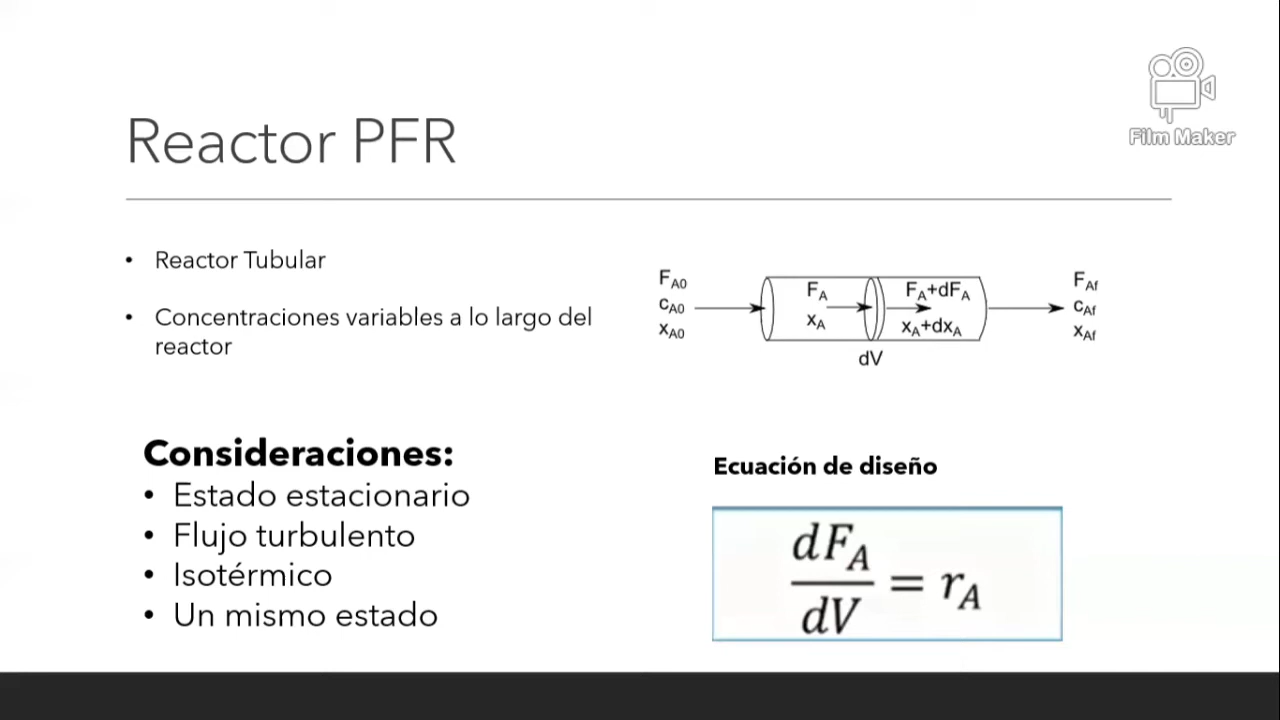 Film Maker
Reactor PFR
• Reactor Tubular
• Concentraciones variables a lo largo del
reactor
F_A0
c_A0
x_A0
F_A
x_A
F_A+dF_A
x_A+dx_A
dV
F_Af
c_Af
x_Af
Consideraciones:
• Estado estacionario
• Flujo turbulento
• Isotérmico
• Un mismo estado
Ecuación de diseño
dF_A/dV = r_A